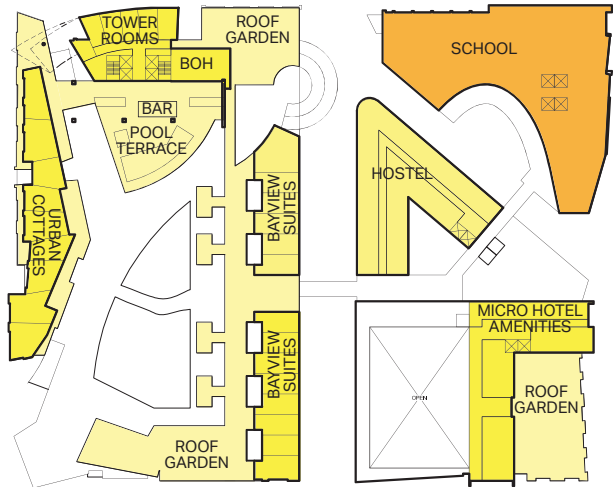 TOWER
ROOMS
ROOF
GARDEN
BOH
SCHOOL
BAR
POOL
TERRACE
HOSTEL
URBAN
COTTAGES
BAYVIEW
SUITES
MICRO HOTEL
AMENITIES
BAYVIEW
SUITES
OPEN
ROOF
GARDEN
ROOF
GARDEN